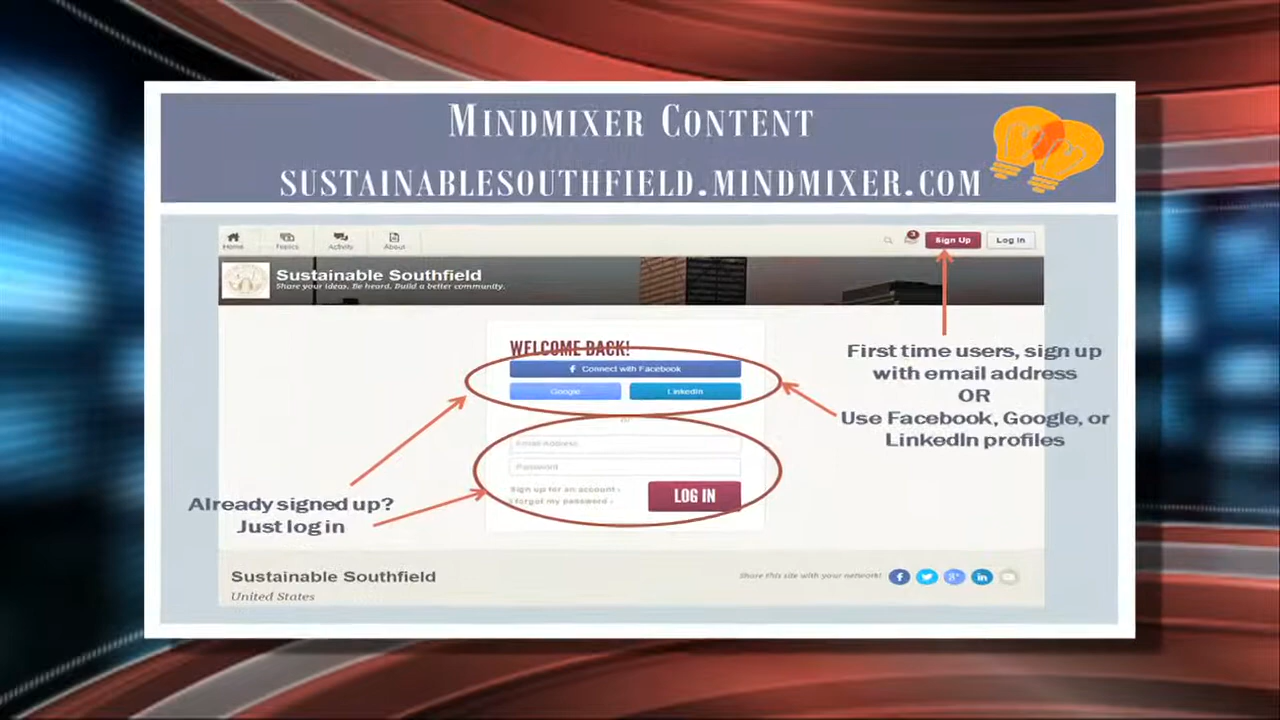 MINDMIXER CONTENT
SUSTAINABLESOUTHFIELD.MINDMIXER.COM
Home
Topics
Activity
About
3
Sign Up
Log In
Sustainable Southfield
Share your ideas. Be heard. Build a better community.
WELCOME BACK!
Connect with Facebook
Google
LinkedIn
or
Email Address
Password
Sign up for an account ›
I forgot my password ›
LOG IN
First time users, sign up
with email address
OR
Use Facebook, Google, or
LinkedIn profiles
Already signed up?
Just log in
Sustainable Southfield
United States
Share this site with your network!